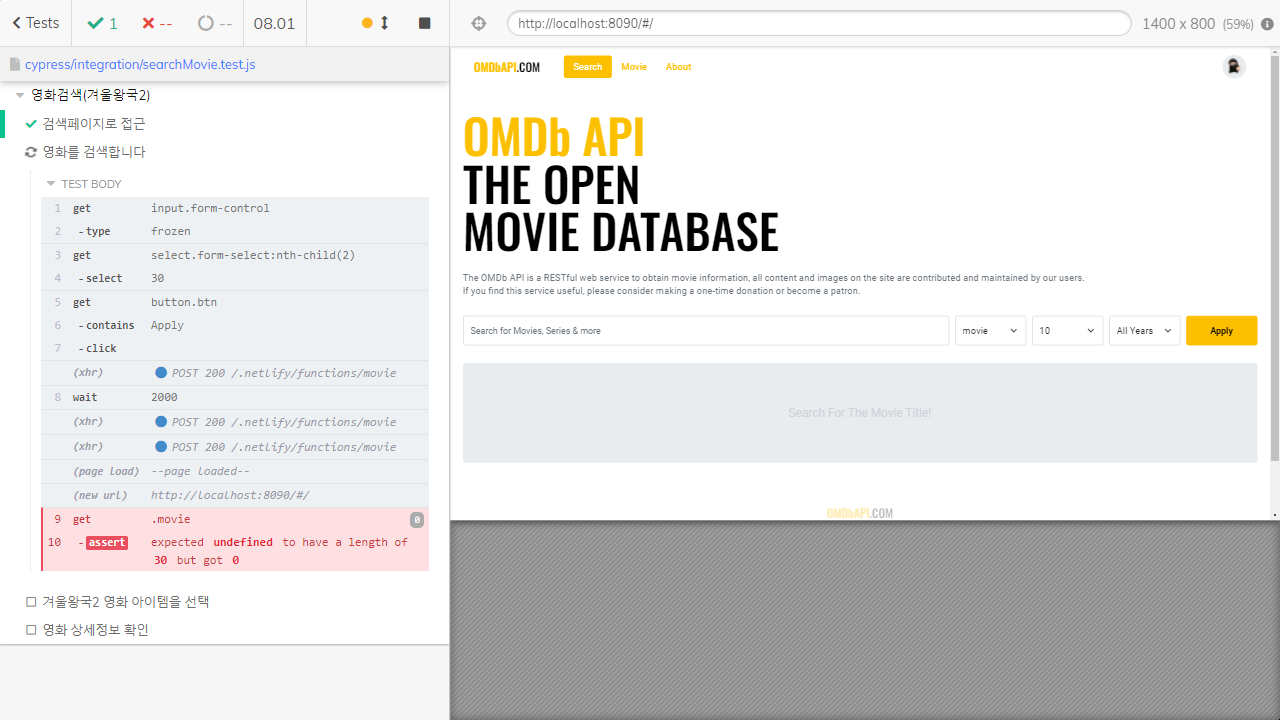 Tests 1 -- -- 08.01
http://localhost:8090/#/ 1400 x 800 (59%)
cypress/integration/searchMovie.test.js
영화검색(겨울왕국2)
검색페이지로 접근
영화를 검색합니다
TEST BODY
1 get input.form-control
2 - type frozen
3 get select.form-select:nth-child(2)
4 - select 30
5 get button.btn
6 - contains Apply
7 - click
(xhr) POST 200 /.netlify/functions/movie
8 wait 2000
(xhr) POST 200 /.netlify/functions/movie
(xhr) POST 200 /.netlify/functions/movie
(page load) --page loaded--
(new url) http://localhost:8090/#/
9 get .movie 0
10 - assert expected undefined to have a length of
30 but got 0
겨울왕국2 영화 아이템을 선택
영화 상세정보 확인
OMDbAPI.COM Search Movie About
OMDb API
THE OPEN
MOVIE DATABASE
The OMDb API is a RESTful web service to obtain movie information, all content and images on the site are contributed and maintained by our users.
If you find this service useful, please consider making a one-time donation or become a patron.
Search for Movies, Series & more movie 10 All Years Apply
Search For The Movie Title!
OMDbAPI.COM